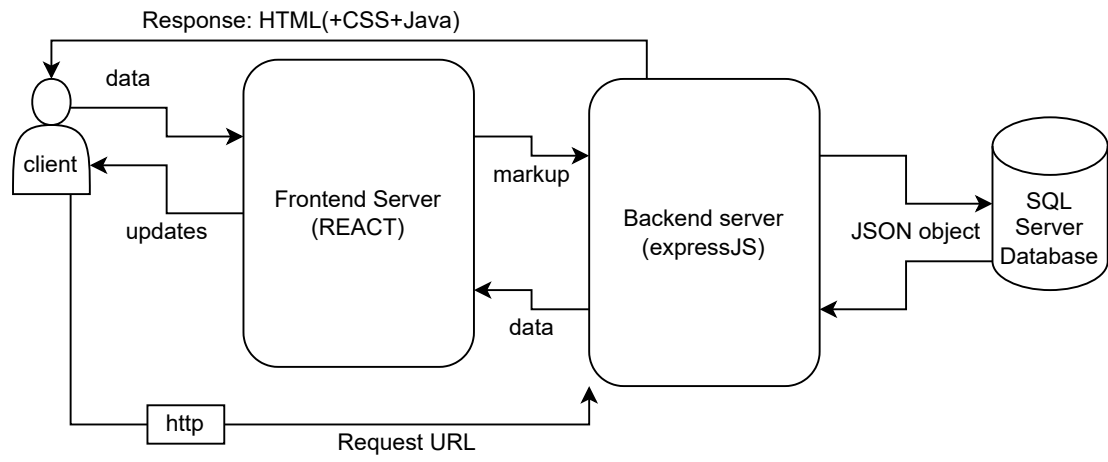 Response: HTML(+CSS+Java)
data
client
updates
Frontend Server
(REACT)
markup
data
Backend server
(expressJS)
JSON object
SQL
Server
Database
http
Request URL